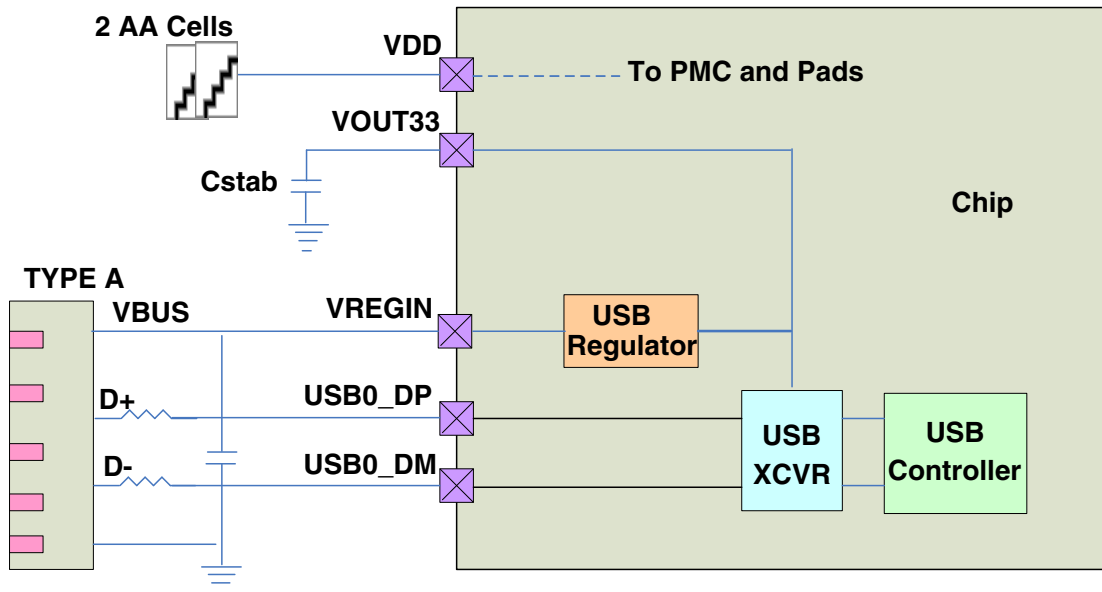 2 AA Cells
VDD
To PMC and Pads
VOUT33
Cstab
Chip
TYPE A
VBUS
VREGIN
USB
Regulator
D+
USB0_DP
D-
USB0_DM
USB
XCVR
USB
Controller